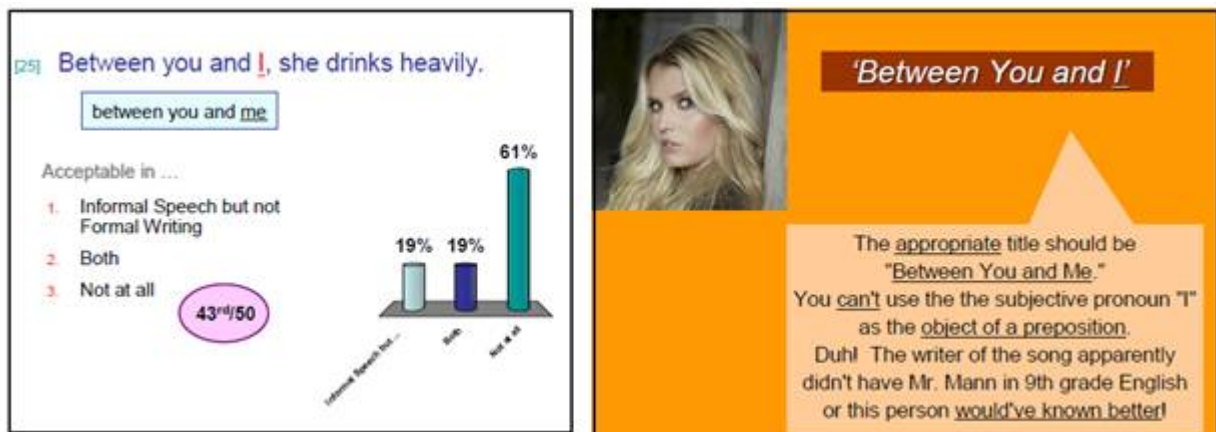 [25] Between you and I, she drinks heavily.
between you and me
Acceptable in ...
1. Informal Speech but not
Formal Writing
2. Both
3. Not at all
43rd/50
19%
19%
61%
Informal Speech but...
Both
Not at all
'Between You and I'
The appropriate title should be
"Between You and Me."
You can't use the the subjective pronoun "I"
as the object of a preposition.
Duh! The writer of the song apparently
didn't have Mr. Mann in 9th grade English
or this person would've known better!